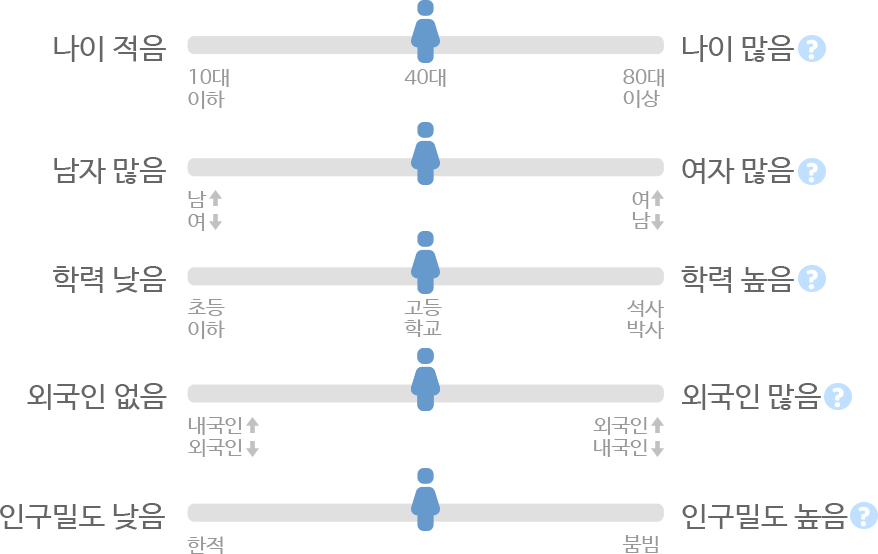 나이 적음 나이 많음 ?
10대 40대 80대
이하 이상
남자 많음 여자 많음 ?
남 여
여 남
학력 낮음 학력 높음 ?
초등 고등 석사
이하 학교 박사
외국인 없음 외국인 많음 ?
내국인 외국인
외국인 내국인
인구밀도 낮음 인구밀도 높음 ?
한적 붐빔